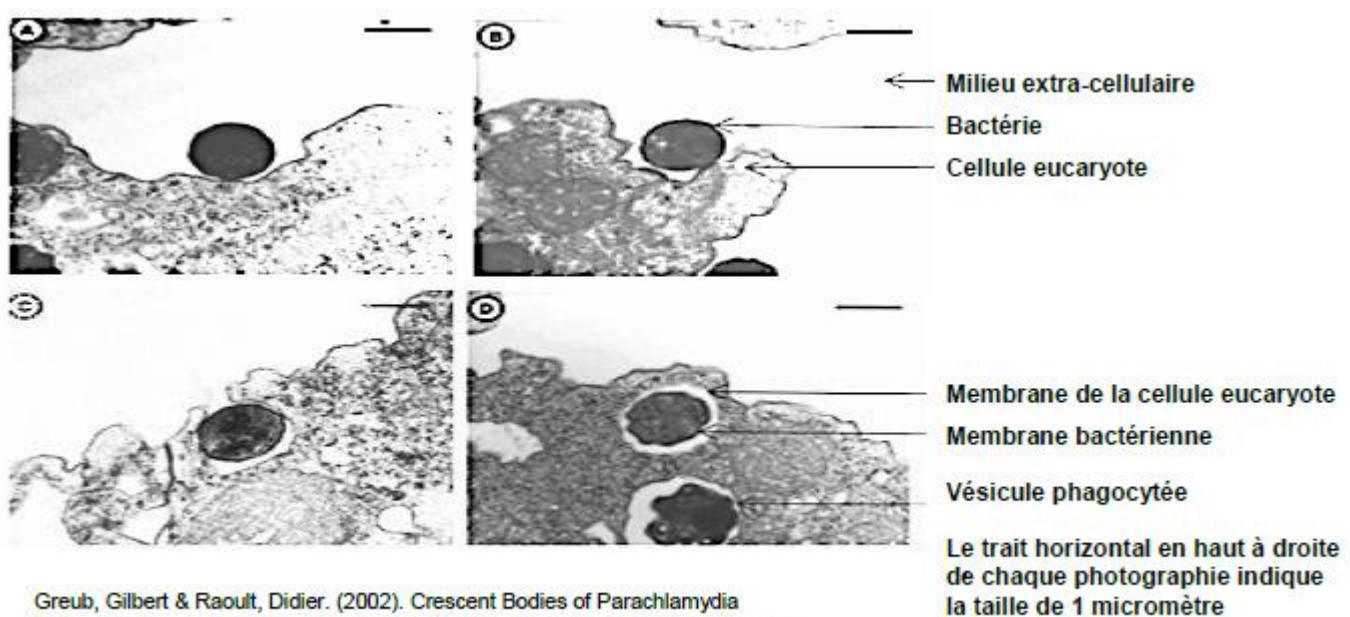 A
B
Milieu extra-cellulaire
Bactérie
Cellule eucaryote
C
D
Membrane de la cellule eucaryote
Membrane bactérienne
Vésicule phagocytée
Le trait horizontal en haut à droite
de chaque photographie indique
la taille de 1 micromètre
Greub, Gilbert & Raoult, Didier. (2002). Crescent Bodies of Parachlamydia